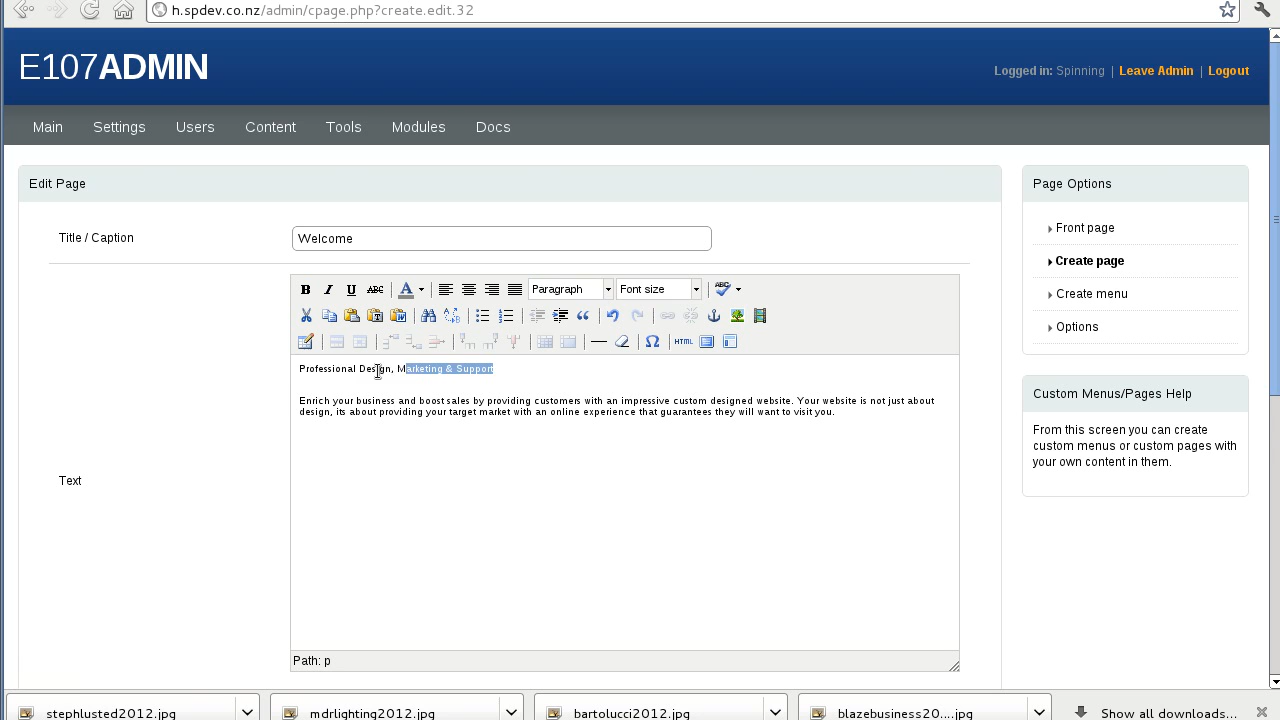 h.spdev.co.nz/admin/cpage.php?create.edit.32
E107ADMIN
Logged in: Spinning | Leave Admin | Logout
Main Settings Users Content Tools Modules Docs
Edit Page
Title / Caption
Welcome
B I U ABC A Paragraph Font size ABC
HTML
Professional Design, Marketing & Support
Enrich your business and boost sales by providing customers with an impressive custom designed website. Your website is not just about
design, its about providing your target market with an online experience that guarantees they will want to visit you.
Text
Path: p
Page Options
Front page
Create page
Create menu
Options
Custom Menus/Pages Help
From this screen you can create
custom menus or custom pages with
your own content in them.
stephlusted2012.jpg mdrlighting2012.jpg bartolucci2012.jpg blazebusiness20....jpg Show all downloads...